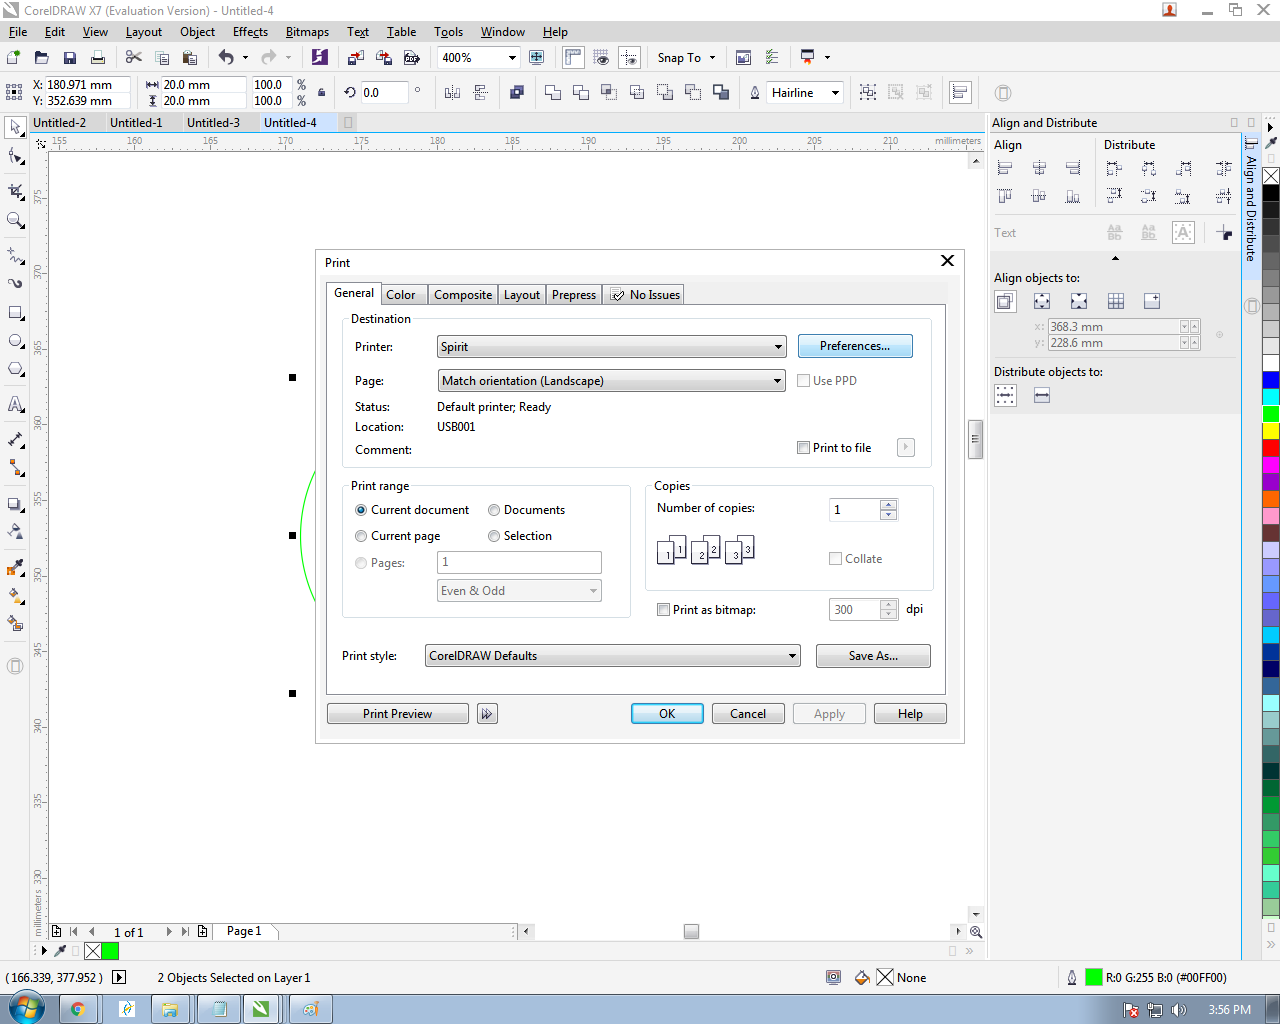 CorelDRAW X7 (Evaluation Version) - Untitled-4
File Edit View Layout Object Effects Bitmaps Text Table Tools Window Help
400% Snap To
X: 180.971 mm 20.0 mm 100.0 %
Y: 352.639 mm 20.0 mm 100.0 %
0.0 ° Hairline
Untitled-2 Untitled-1 Untitled-3 Untitled-4
155 160 165 170 175 180 185 190 195 200 205 210 millimeters
375
370
365
360
355
350
345
340
335
330
millimeters
Print
General Color Composite Layout Prepress No Issues
Destination
Printer: Spirit Preferences...
Page: Match orientation (Landscape) Use PPD
Status: Default printer; Ready
Location: USB001
Comment: Print to file
Print range
Current document Documents
Current page Selection
Pages: 1
Even & Odd
Copies
Number of copies: 1
1 1 2 2 3 3
Collate
Print as bitmap: 300 dpi
Print style: CorelDRAW Defaults Save As...
Print Preview OK Cancel Apply Help
Align and Distribute
Align Distribute
Text Aa Bb Aa Bb A
Align objects to:
x: 368.3 mm
y: 228.6 mm
Distribute objects to:
Align and Distribute
1 of 1 Page 1
(166.339, 377.952) 2 Objects Selected on Layer 1 None R:0 G:255 B:0 (#00FF00)
3:56 PM